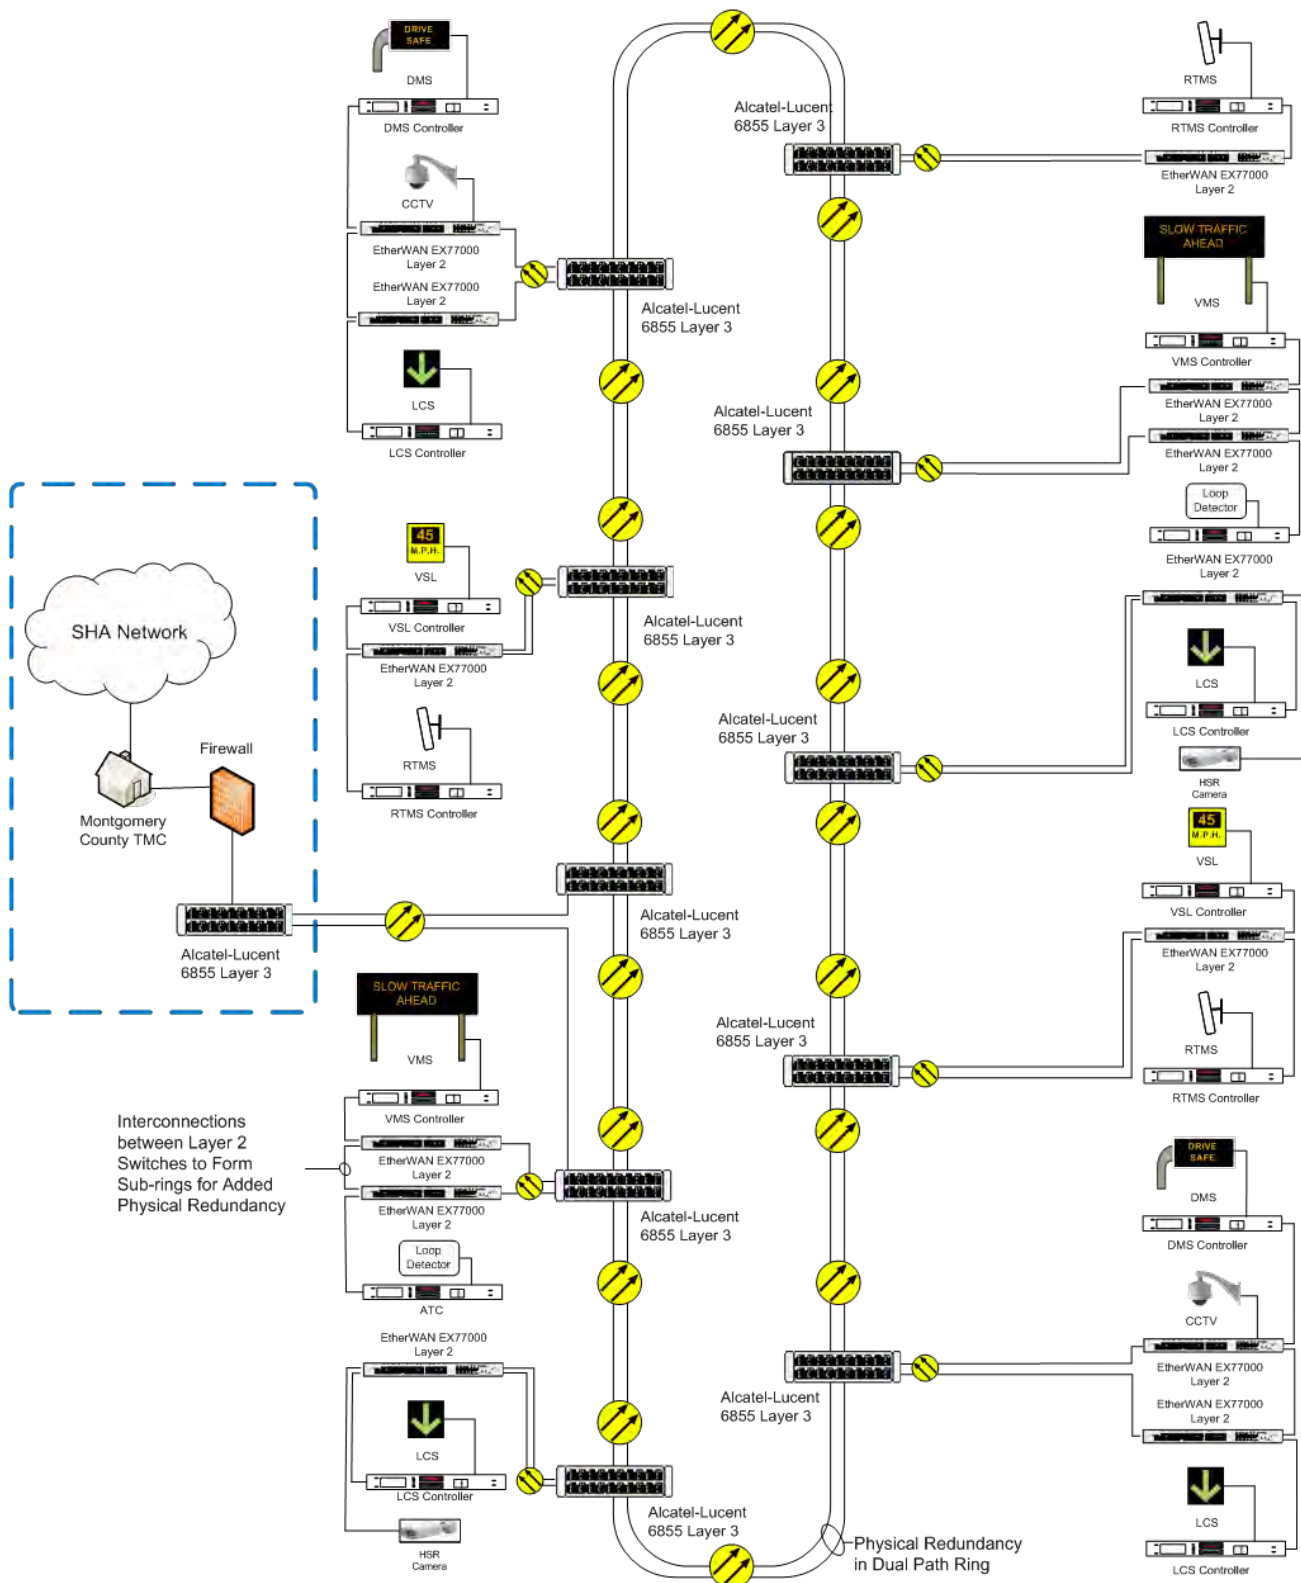 DRIVE
SAFE
DMS
DMS Controller
CCTV
EtherWAN EX77000
Layer 2
EtherWAN EX77000
Layer 2
LCS
LCS Controller
Alcatel-Lucent
6855 Layer 3
45
M.P.H.
VSL
VSL Controller
EtherWAN EX77000
Layer 2
RTMS
RTMS Controller
Alcatel-Lucent
6855 Layer 3
SHA Network
Firewall
Montgomery
County TMC
Alcatel-Lucent
6855 Layer 3
Alcatel-Lucent
6855 Layer 3
SLOW TRAFFIC
AHEAD
VMS
VMS Controller
Interconnections
between Layer 2
Switches to Form
Sub-rings for Added
Physical Redundancy
EtherWAN EX77000
Layer 2
EtherWAN EX77000
Layer 2
Loop
Detector
ATC
Alcatel-Lucent
6855 Layer 3
EtherWAN EX77000
Layer 2
LCS
LCS Controller
HSR
Camera
Alcatel-Lucent
6855 Layer 3
Physical Redundancy
in Dual Path Ring
Alcatel-Lucent
6855 Layer 3
RTMS
RTMS Controller
EtherWAN EX77000
Layer 2
SLOW TRAFFIC
AHEAD
VMS
VMS Controller
Alcatel-Lucent
6855 Layer 3
EtherWAN EX77000
Layer 2
EtherWAN EX77000
Layer 2
Loop
Detector
EtherWAN EX77000
Layer 2
LCS
LCS Controller
Alcatel-Lucent
6855 Layer 3
HSR
Camera
45
M.P.H.
VSL
VSL Controller
EtherWAN EX77000
Layer 2
Alcatel-Lucent
6855 Layer 3
RTMS
RTMS Controller
DRIVE
SAFE
DMS
DMS Controller
CCTV
EtherWAN EX77000
Layer 2
EtherWAN EX77000
Layer 2
Alcatel-Lucent
6855 Layer 3
LCS
LCS Controller